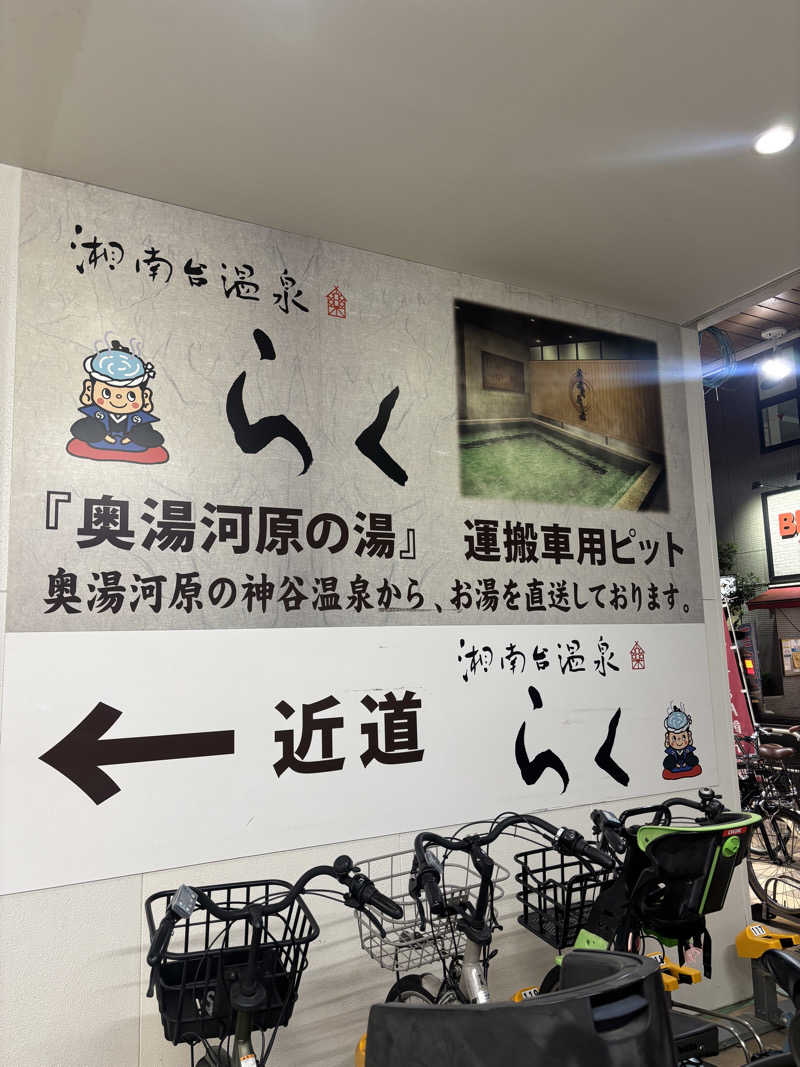 湘南台温泉
らく
『奥湯河原の湯』 運搬車用ピット
奥湯河原の神谷温泉から、お湯を直送しております。
湘南台温泉
らく
← 近道
117